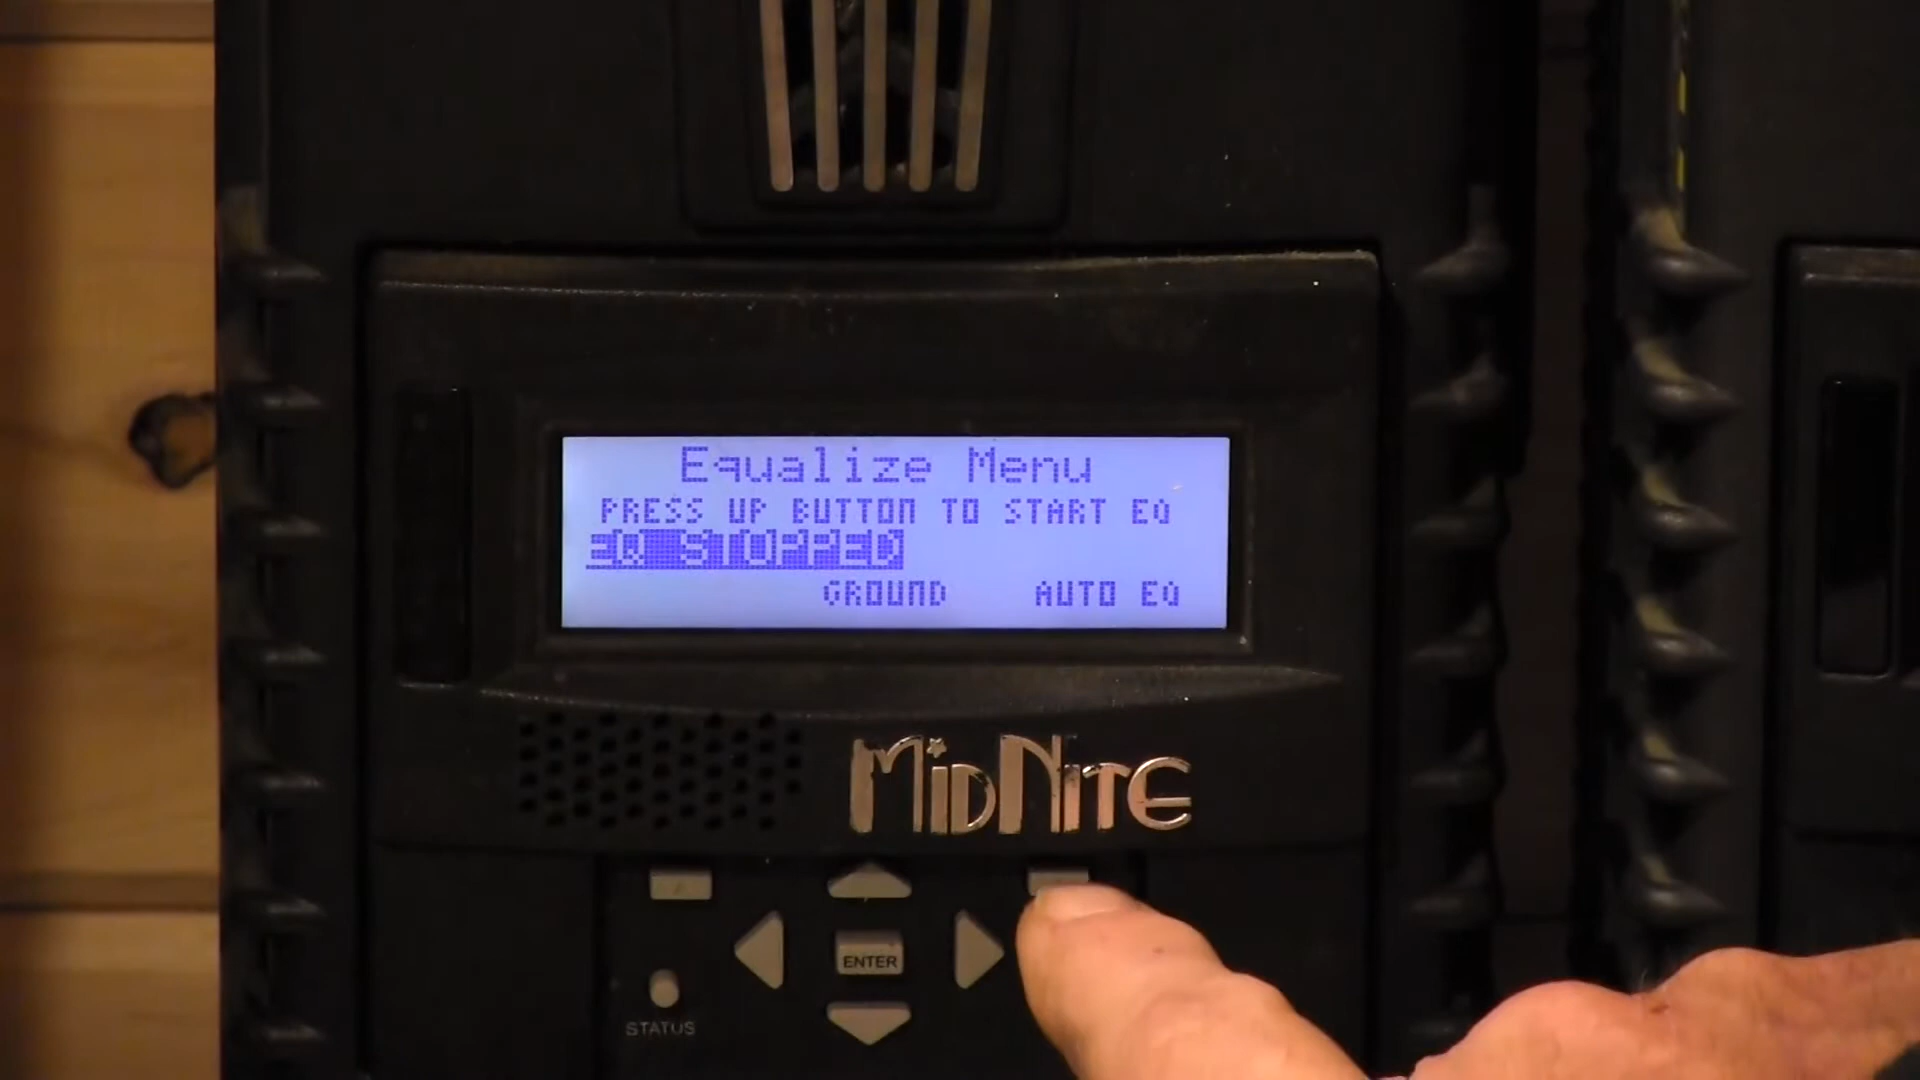 Equalize Menu
PRESS UP BUTTON TO START EQ
EQ STOPPED
GROUND AUTO EQ
MIDNITE
ENTER
STATUS